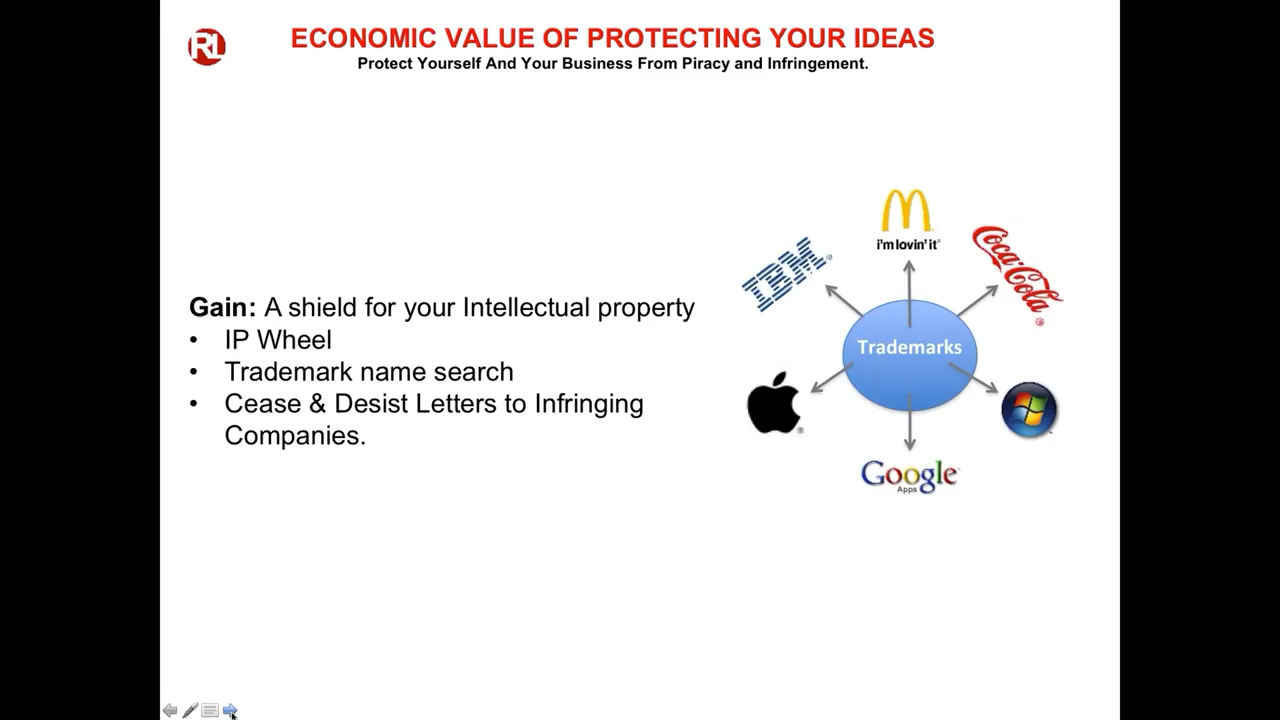 RL
ECONOMIC VALUE OF PROTECTING YOUR IDEAS
Protect Yourself And Your Business From Piracy and Infringement.
Gain: A shield for your Intellectual property
• IP Wheel
• Trademark name search
• Cease & Desist Letters to Infringing
Companies.
M
i'm lovin' it®
IBM®
Coca-Cola®
Trademarks
Google
Apps